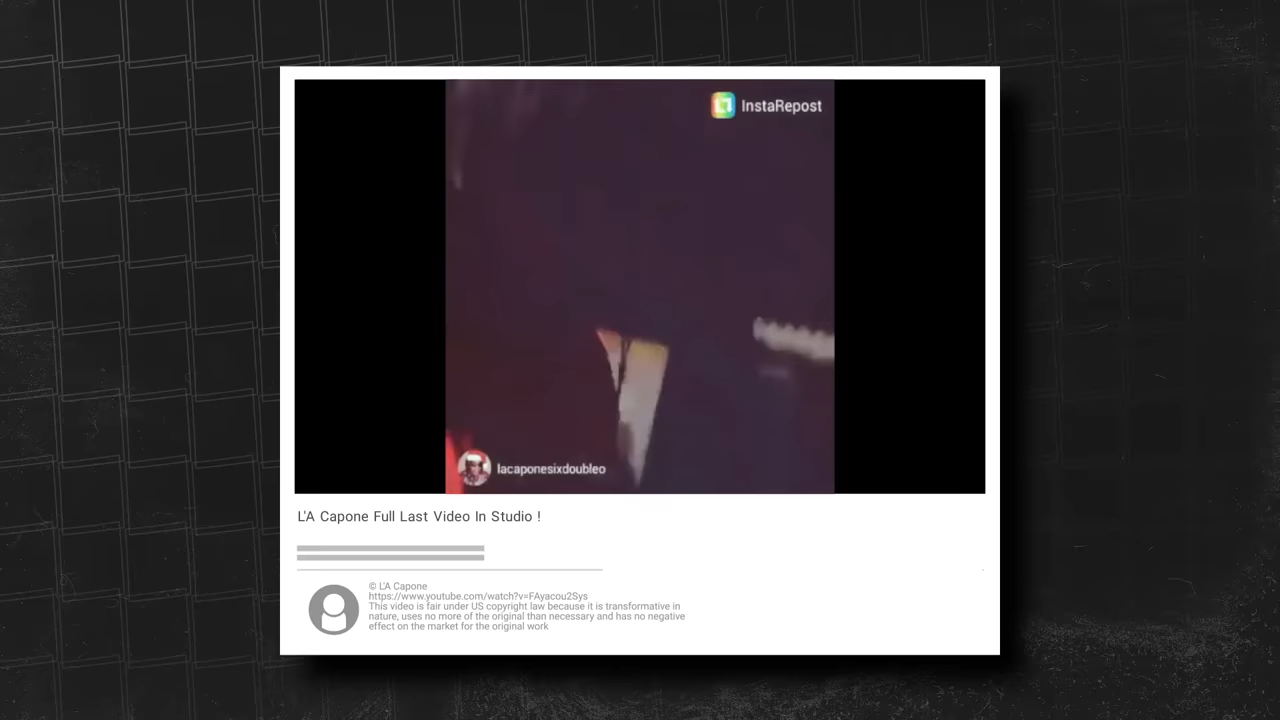 InstaRepost
lacaponesixdoubleo
L'A Capone Full Last Video In Studio !
© L'A Capone
https://www.youtube.com/watch?v=FAyacou2Sys
This video is fair under US copyright law because it is transformative in
nature, uses no more of the original than necessary and has no negative
effect on the market for the original work